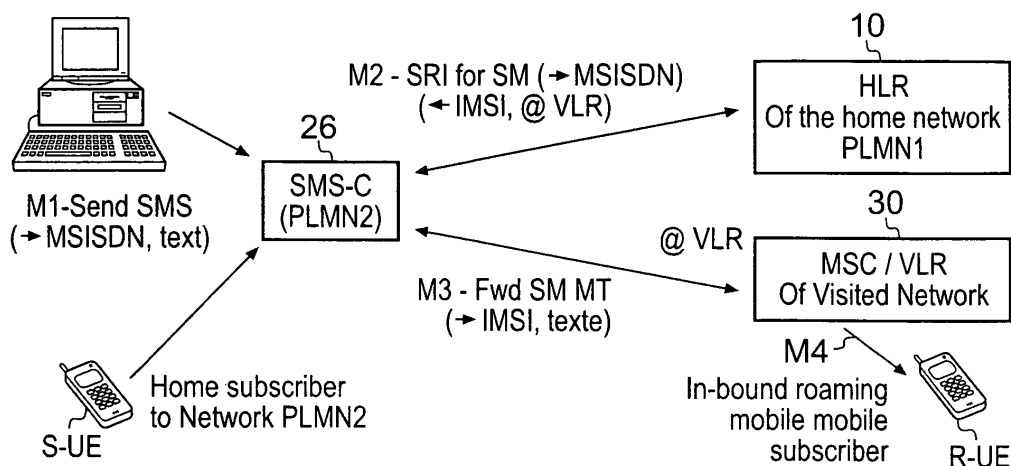 10
M2 - SRI for SM (→ MSISDN)
(← IMSI, @ VLR)
HLR
Of the home network
PLMN1
26
SMS-C
(PLMN2)
M1-Send SMS
(→ MSISDN, text)
30
@ VLR
MSC / VLR
Of Visited Network
M3 - Fwd SM MT
(→ IMSI, texte)
M4
Home subscriber
to Network PLMN2
S-UE
In-bound roaming
mobile mobile
subscriber
R-UE